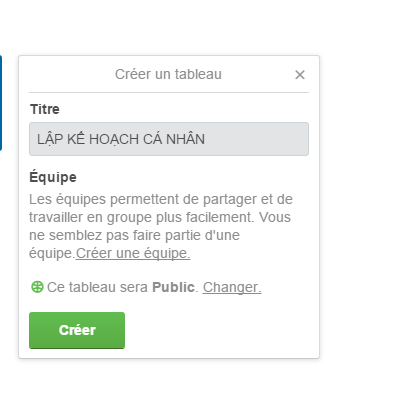 Créer un tableau
Titre
LẬP KẾ HOẠCH CÁ NHÂN
Équipe
Les équipes permettent de partager et de
travailler en groupe plus facilement. Vous
ne semblez pas faire partie d'une
équipe.Créer une équipe.
Ce tableau sera Public. Changer.
Créer